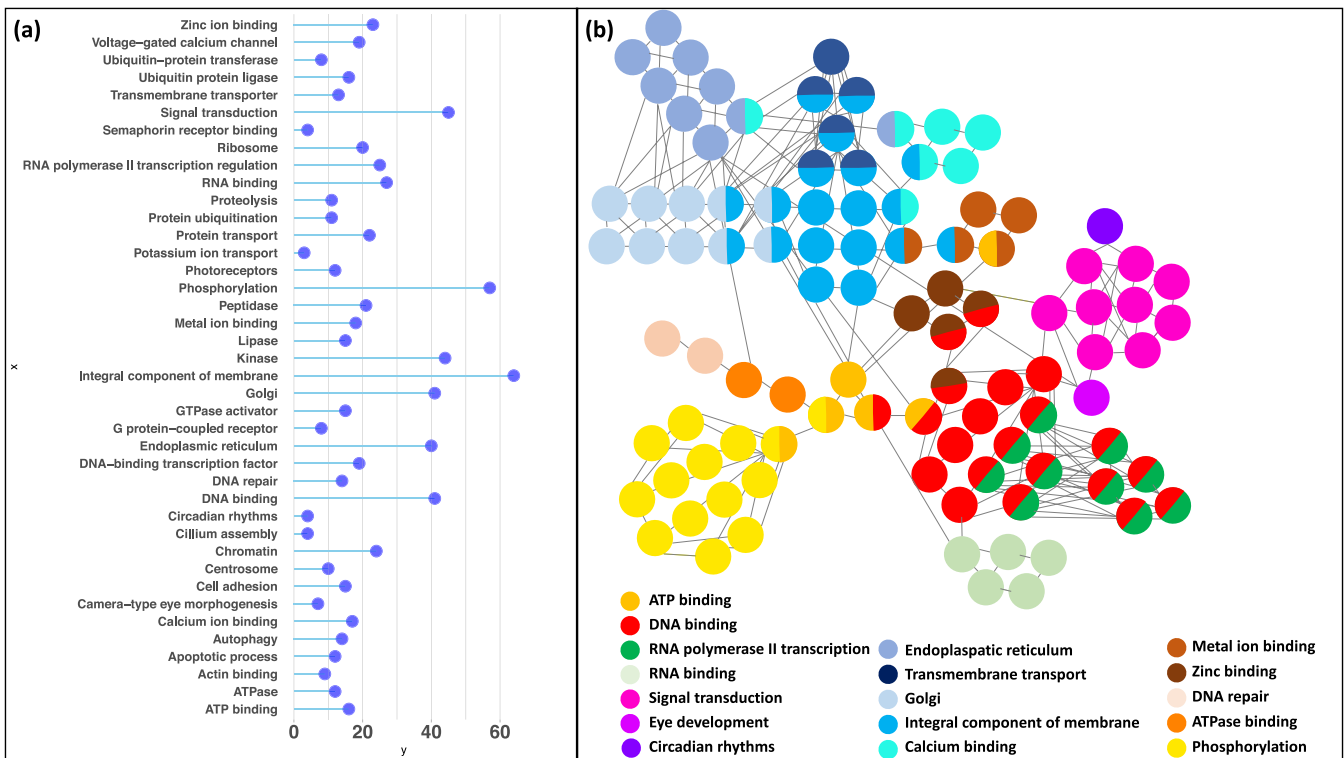 (a)
Zinc ion binding
Voltage−gated calcium channel
Ubiquitin−protein transferase
Ubiquitin protein ligase
Transmembrane transporter
Signal transduction
Semaphorin receptor binding
Ribosome
RNA polymerase II transcription regulation
RNA binding
Proteolysis
Protein ubiquitination
Protein transport
Potassium ion transport
Photoreceptors
Phosphorylation
Peptidase
Metal ion binding
Lipase
x
Kinase
Integral component of membrane
Golgi
GTPase activator
G protein−coupled receptor
Endoplasmic reticulum
DNA−binding transcription factor
DNA repair
DNA binding
Circadian rhythms
Cillium assembly
Chromatin
Centrosome
Cell adhesion
Camera−type eye morphogenesis
Calcium ion binding
Autophagy
Apoptotic process
Actin binding
ATPase
ATP binding
0 20 40 60
y
(b)
ATP binding
DNA binding
RNA polymerase II transcription
RNA binding
Signal transduction
Eye development
Circadian rhythms
Endoplaspatic reticulum
Transmembrane transport
Golgi
Integral component of membrane
Calcium binding
Metal ion binding
Zinc binding
DNA repair
ATPase binding
Phosphorylation